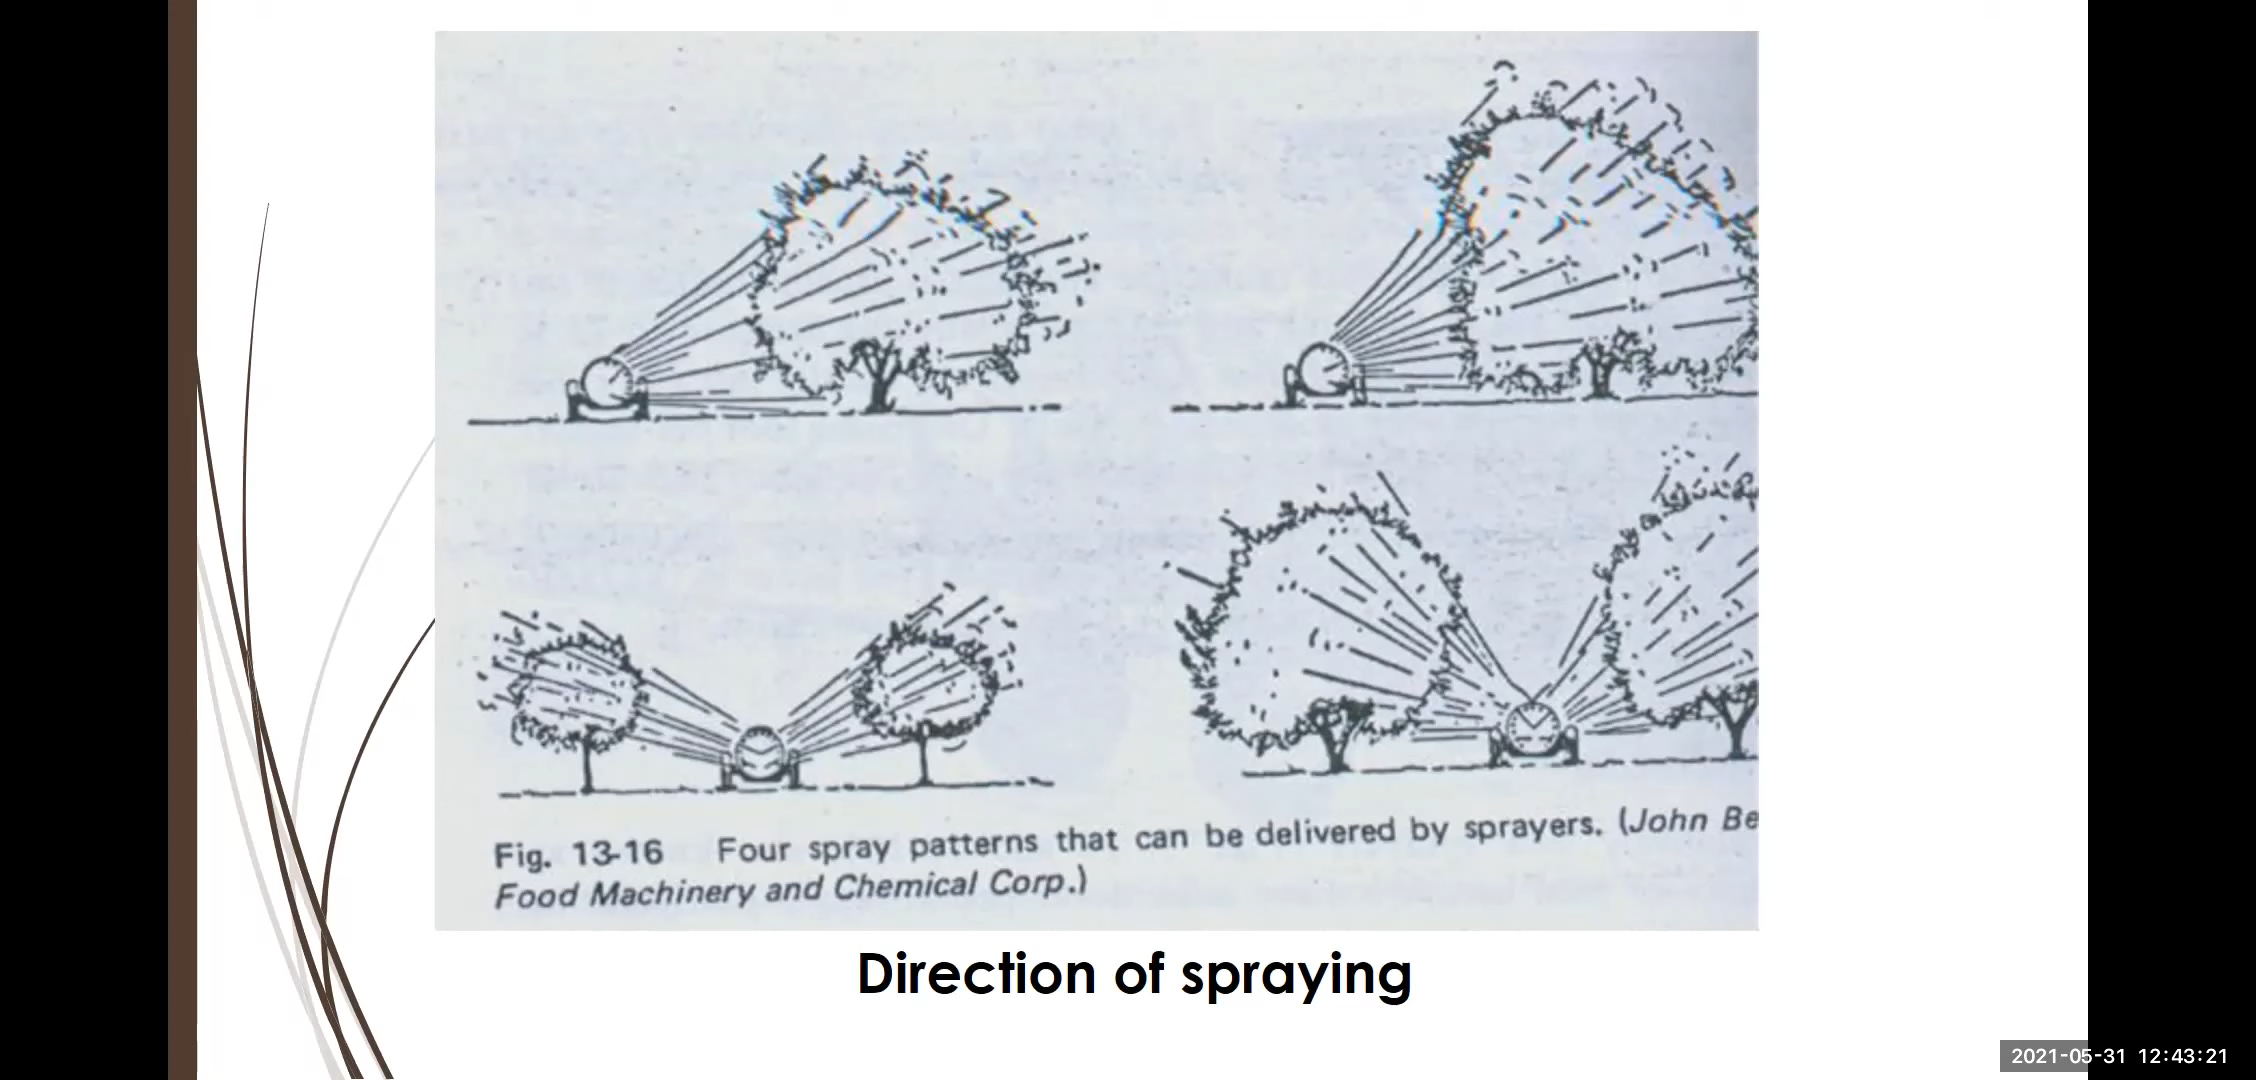 Fig. 13-16 Four spray patterns that can be delivered by sprayers. (John Be
Food Machinery and Chemical Corp.)
Direction of spraying
2021-05-31 12:43:21